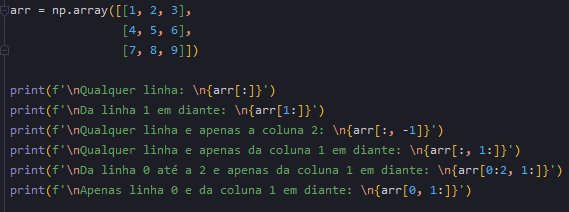 arr = np.array([[1, 2, 3],
[4, 5, 6],
[7, 8, 9]])
print(f'\nQualquer linha: \n{arr[:]}')
print(f'\nDa linha 1 em diante: \n{arr[1:]}')
print(f'\nQualquer linha e apenas a coluna 2: \n{arr[:, -1]}')
print(f'\nQualquer linha e apenas da coluna 1 em diante: \n{arr[:, 1:]}')
print(f'\nDa linha 0 até a 2 e apenas da coluna 1 em diante: \n{arr[0:2, 1:]}')
print(f'\nApenas linha 0 e da coluna 1 em diante: \n{arr[0, 1:]}')